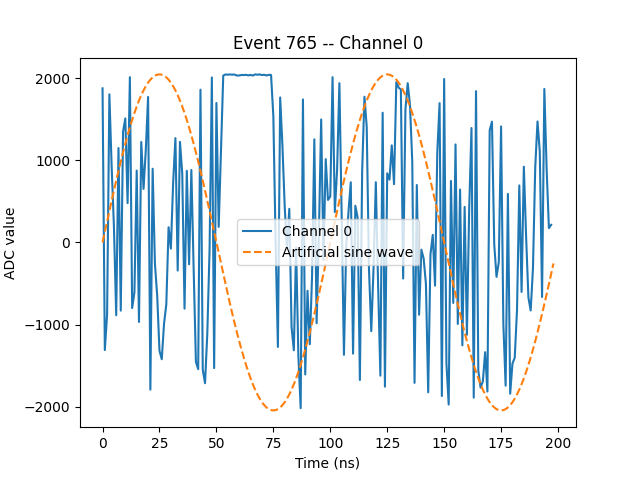 Event 765 -- Channel 0
ADC value
2000
1000
0
−1000
−2000
Channel 0
Artificial sine wave
0
25
50
75
100
125
150
175
200
Time (ns)